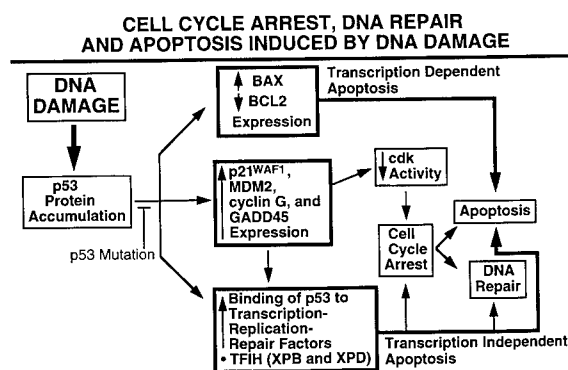 CELL CYCLE ARREST, DNA REPAIR
AND APOPTOSIS INDUCED BY DNA DAMAGE
DNA
DAMAGE
BAX
BCL2
Expression
Transcription Dependent
Apoptosis
p53
Protein
Accumulation
p53 Mutation
p21WAF1,
MDM2,
cyclin G, and
GADD45
Expression
cdk
Activity
Cell
Cycle
Arrest
Apoptosis
DNA
Repair
Binding of p53 to
Transcription-
Replication-
Repair Factors
• TFIH (XPB and XPD)
Transcription Independent
Apoptosis